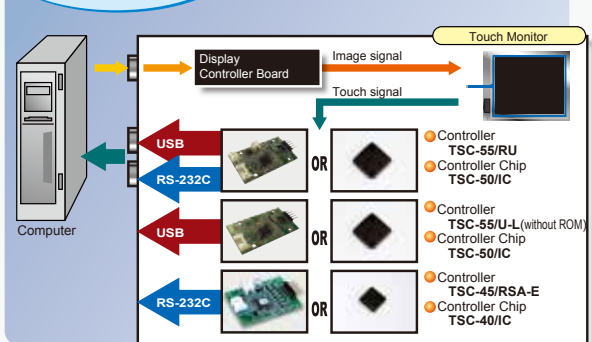 Touch Monitor
Display
Controller Board
Image signal
Touch signal
USB
RS-232C
OR
Controller
TSC-55/RU
Controller Chip
TSC-50/IC
Computer
USB
OR
Controller
TSC-55/U-L(without ROM)
Controller Chip
TSC-50/IC
RS-232C
OR
Controller
TSC-45/RSA-E
Controller Chip
TSC-40/IC